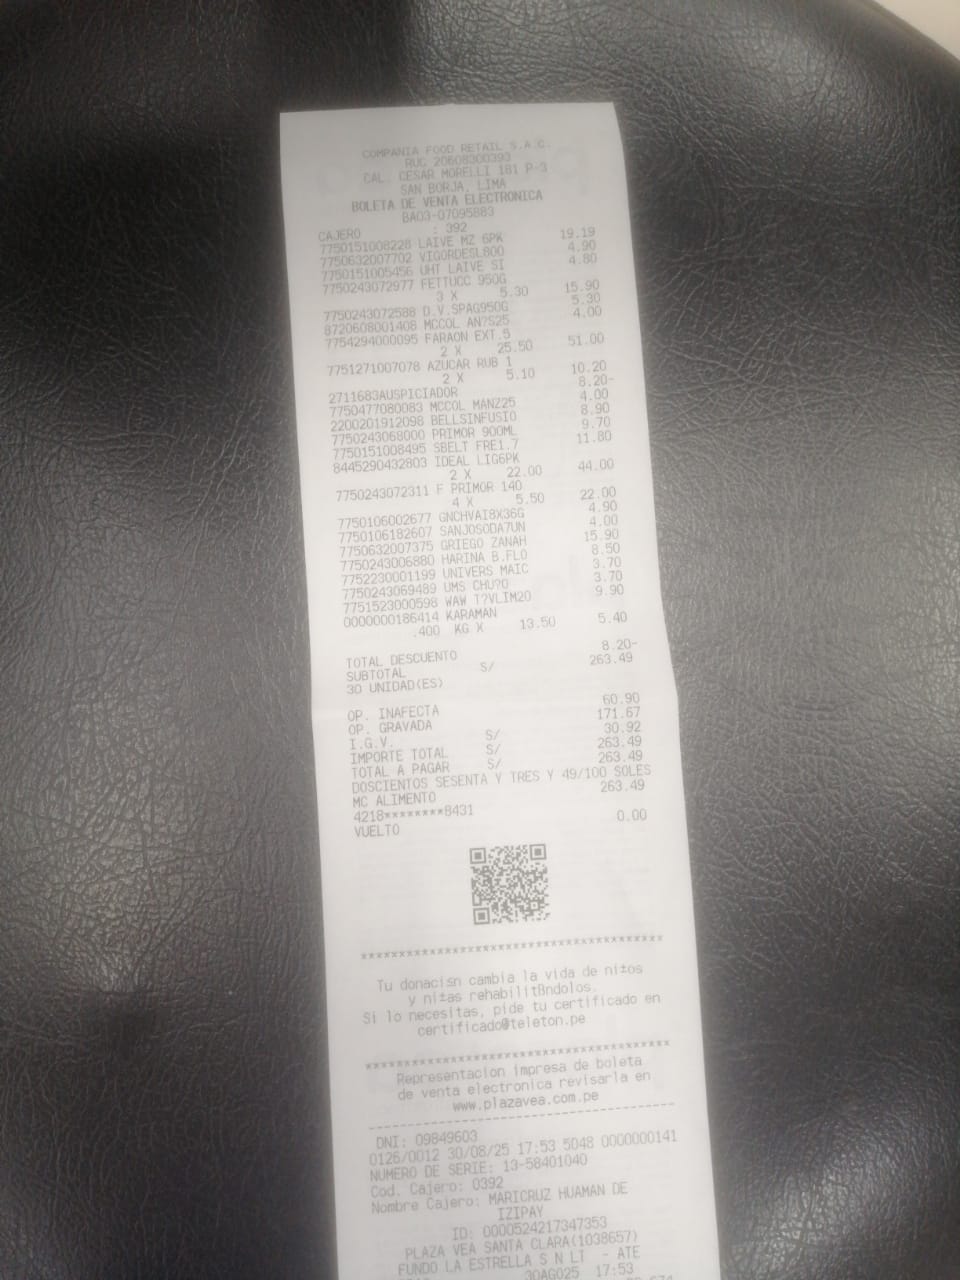 COMPANIA FOOD RETAIL S.A.C.
RUC 20608300393
CAL. CESAR MORELLI 181 P-3
SAN BORJA, LIMA
BOLETA DE VENTA ELECTRONICA
BA03-07095883
CAJERO : 392
7750151008228 LAIVE MZ 6PK 19.19
7750632007702 VIGORDESL800 4.90
7750151005456 UHT LAIVE SI 4.80
7750243072977 FETTUCC 950G
3 X 5.30 15.90
7750243072588 D.V.SPAG950G 5.30
8720608001408 MCCOL AN?S25 4.00
7754294000095 FARAON EXT.5
2 X 25.50 51.00
7751271007078 AZUCAR RUB 1
2 X 5.10 10.20
2711683AUSPICIADOR 8.20-
7750477080083 MCCOL MANZ25 4.00
2200201912098 BELLSINFUSIO 8.90
7750243068000 PRIMOR 900ML 9.70
7750151008495 SBELT FRE1.7 11.80
8445290432803 IDEAL LIG6PK
2 X 22.00 44.00
7750243072311 F PRIMOR 140
4 X 5.50 22.00
7750106002677 GNCHVAI8X36G 4.90
7750106182607 SANJOSODA7UN 4.00
7750632007375 GRIEGO ZANAH 15.90
7750243006880 HARINA B.FLO 8.50
7752230001199 UNIVERS MAIC 3.70
7750243069489 UMS CHU?O 3.70
7751523000598 WAW T?VLIM20 9.90
0000000186414 KARAMAN
.400 KG X 13.50 5.40
TOTAL DESCUENTO 8.20-
SUBTOTAL S/ 263.49
30 UNIDAD(ES)
OP. INAFECTA 60.90
OP. GRAVADA 171.67
I.G.V. S/ 30.92
IMPORTE TOTAL S/ 263.49
TOTAL A PAGAR S/ 263.49
DOSCIENTOS SESENTA Y TRES Y 49/100 SOLES
MC ALIMENTO 263.49
4218********8431
VUELTO 0.00
****************************************
Tu donacisn cambia la vida de ni±os
y ni±as rehabilit8ndolos.
Si lo necesitas, pide tu certificado en
certificado@teleton.pe
****************************************
Representacion impresa de boleta
de venta electronica revisarla en
www.plazavea.com.pe
----------------------------------------
DNI: 09849603
0126/0012 30/08/25 17:53 5048 0000000141
NUMERO DE SERIE: 13-58401040
Cod. Cajero: 0392
Nombre Cajero: MARICRUZ HUAMAN DE
IZIPAY
ID: 0000524217347353
PLAZA VEA SANTA CLARA(1038657)
FUNDO LA ESTRELLA S N LT - ATE
30AGO25 17:53